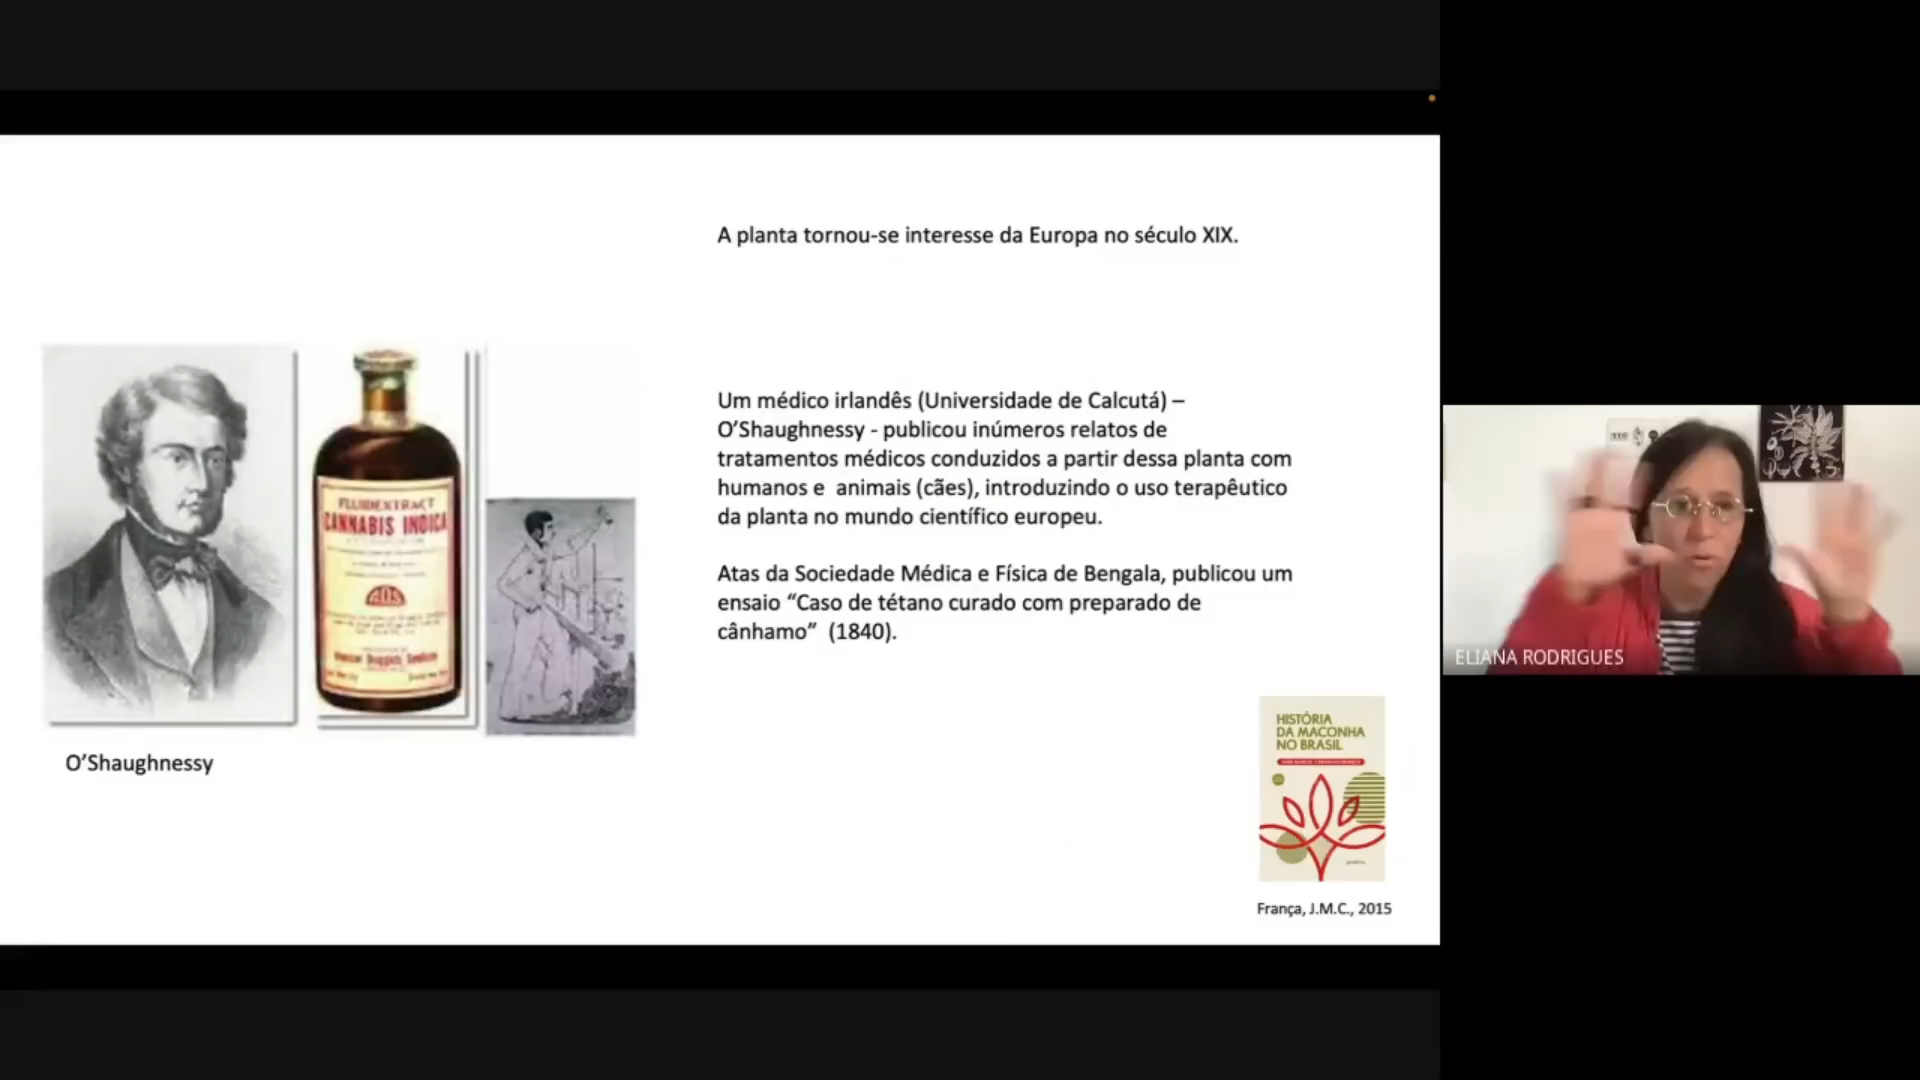 A planta tornou-se interesse da Europa no século XIX.
Um médico irlandês (Universidade de Calcutá) –
O’Shaughnessy - publicou inúmeros relatos de
tratamentos médicos conduzidos a partir dessa planta com
humanos e animais (cães), introduzindo o uso terapêutico
da planta no mundo científico europeu.
Atas da Sociedade Médica e Física de Bengala, publicou um
ensaio “Caso de tétano curado com preparado de
cânhamo” (1840).
FLUIDEXTRACT
CANNABIS INDICA
O’Shaughnessy
HISTÓRIA
DA MACONHA
NO BRASIL
França, J.M.C., 2015
ELIANA RODRIGUES